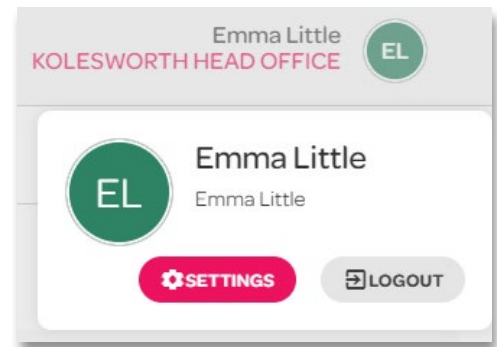 Emma Little
KOLESWORTH HEAD OFFICE
EL
EL
Emma Little
Emma Little
SETTINGS
LOGOUT